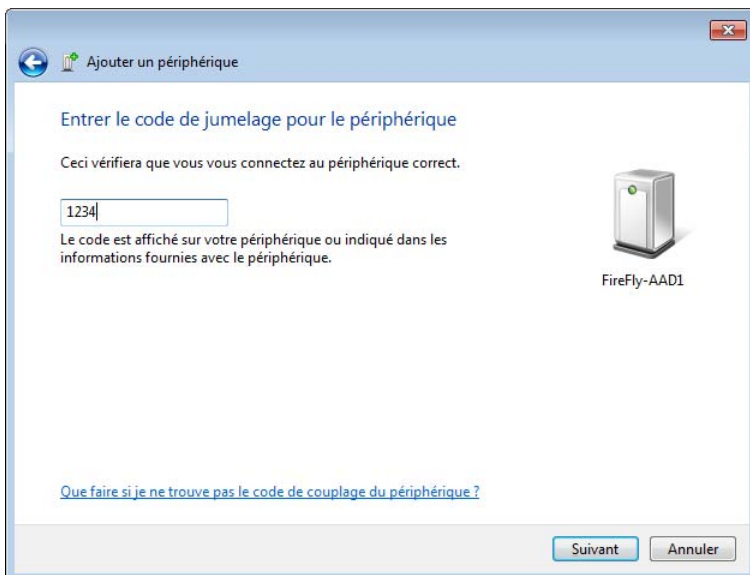 Ajouter un périphérique
Entrer le code de jumelage pour le périphérique
Ceci vérifiera que vous vous connectez au périphérique correct.
1234
Le code est affiché sur votre périphérique ou indiqué dans les
informations fournies avec le périphérique.
FireFly-AAD1
Que faire si je ne trouve pas le code de couplage du périphérique ?
Suivant
Annuler